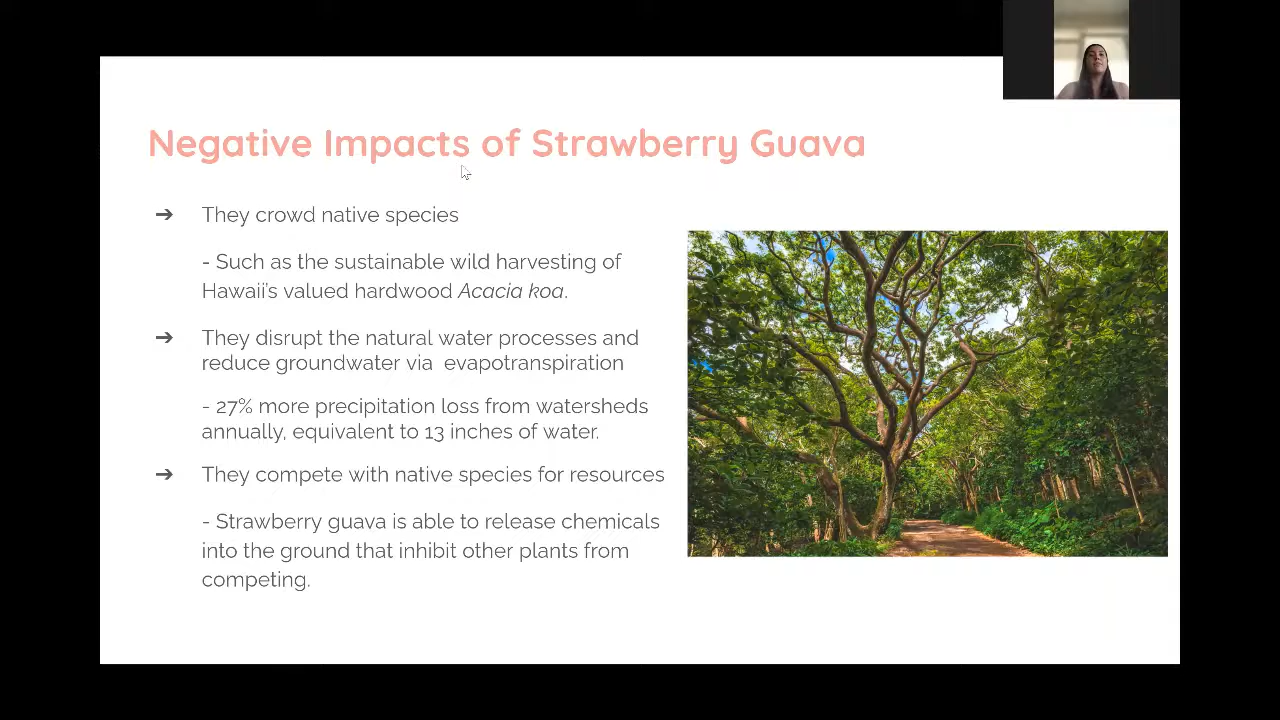 Negative Impacts of Strawberry Guava
➔ They crowd native species
- Such as the sustainable wild harvesting of
Hawaii's valued hardwood Acacia koa.
➔ They disrupt the natural water processes and
reduce groundwater via  evapotranspiration
- 27% more precipitation loss from watersheds
annually, equivalent to 13 inches of water.
➔ They compete with native species for resources
- Strawberry guava is able to release chemicals
into the ground that inhibit other plants from
competing.